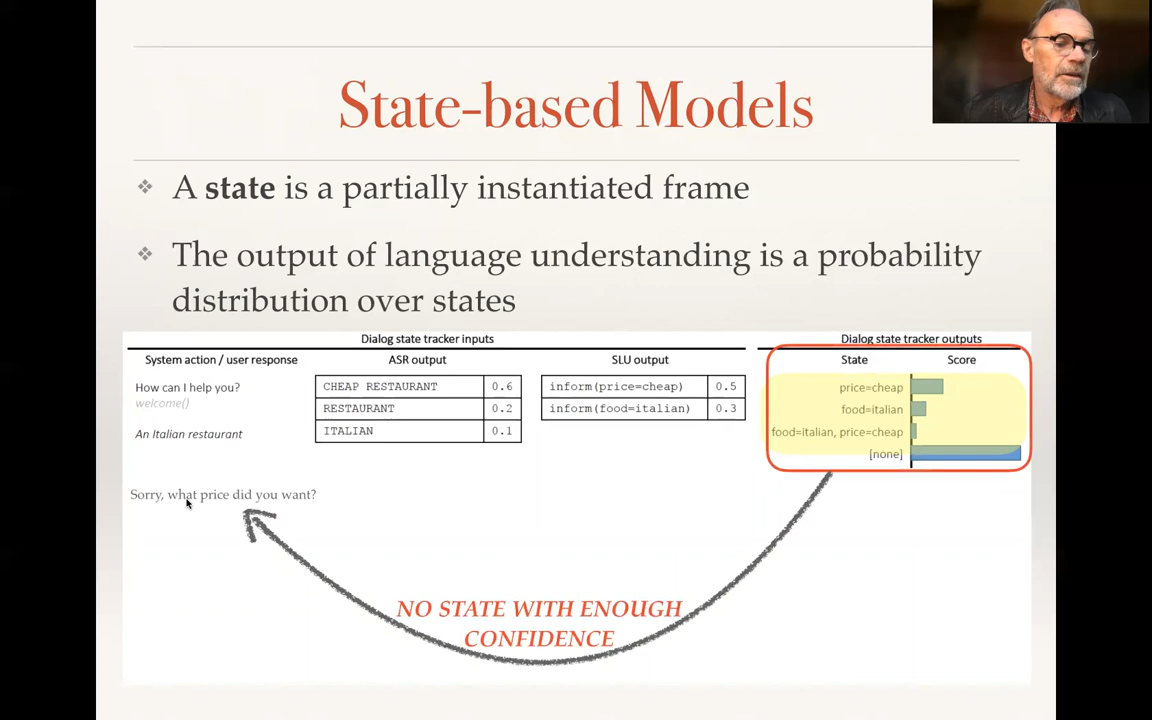 State-based Models
❖ A state is a partially instantiated frame
❖ The output of language understanding is a probability
distribution over states
Dialog state tracker inputs
Dialog state tracker outputs
System action / user response
ASR output
SLU output
State
Score
How can I help you?
welcome()
An Italian restaurant
CHEAP RESTAURANT 0.6
RESTAURANT 0.2
ITALIAN 0.1
inform(price=cheap) 0.5
inform(food=italian) 0.3
price=cheap
food=italian
food=italian, price=cheap
[none]
Sorry, what price did you want?
NO STATE WITH ENOUGH
CONFIDENCE